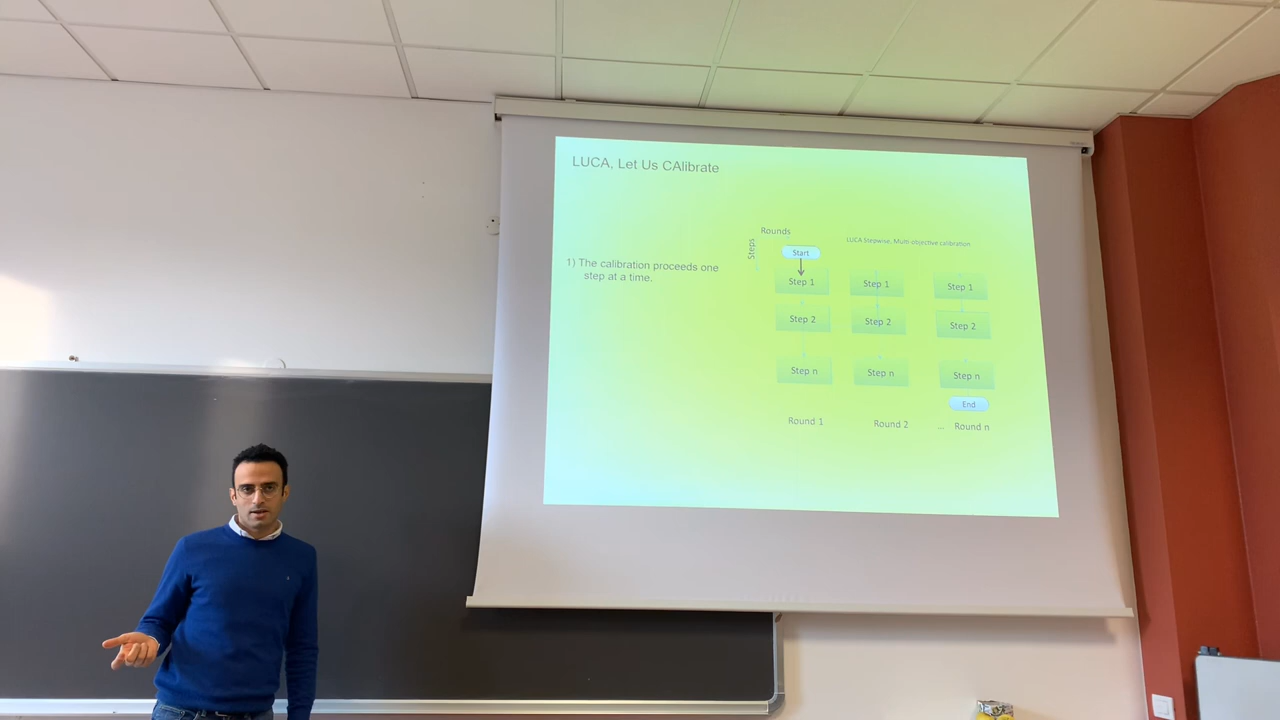 LUCA, Let Us CAlibrate
Rounds
Steps
LUCA Stepwise, Multi-objective calibration
Start
1) The calibration proceeds one
step at a time.
Step 1 Step 1 Step 1
Step 2 Step 2 Step 2
Step n Step n Step n
End
Round 1 Round 2 ... Round n